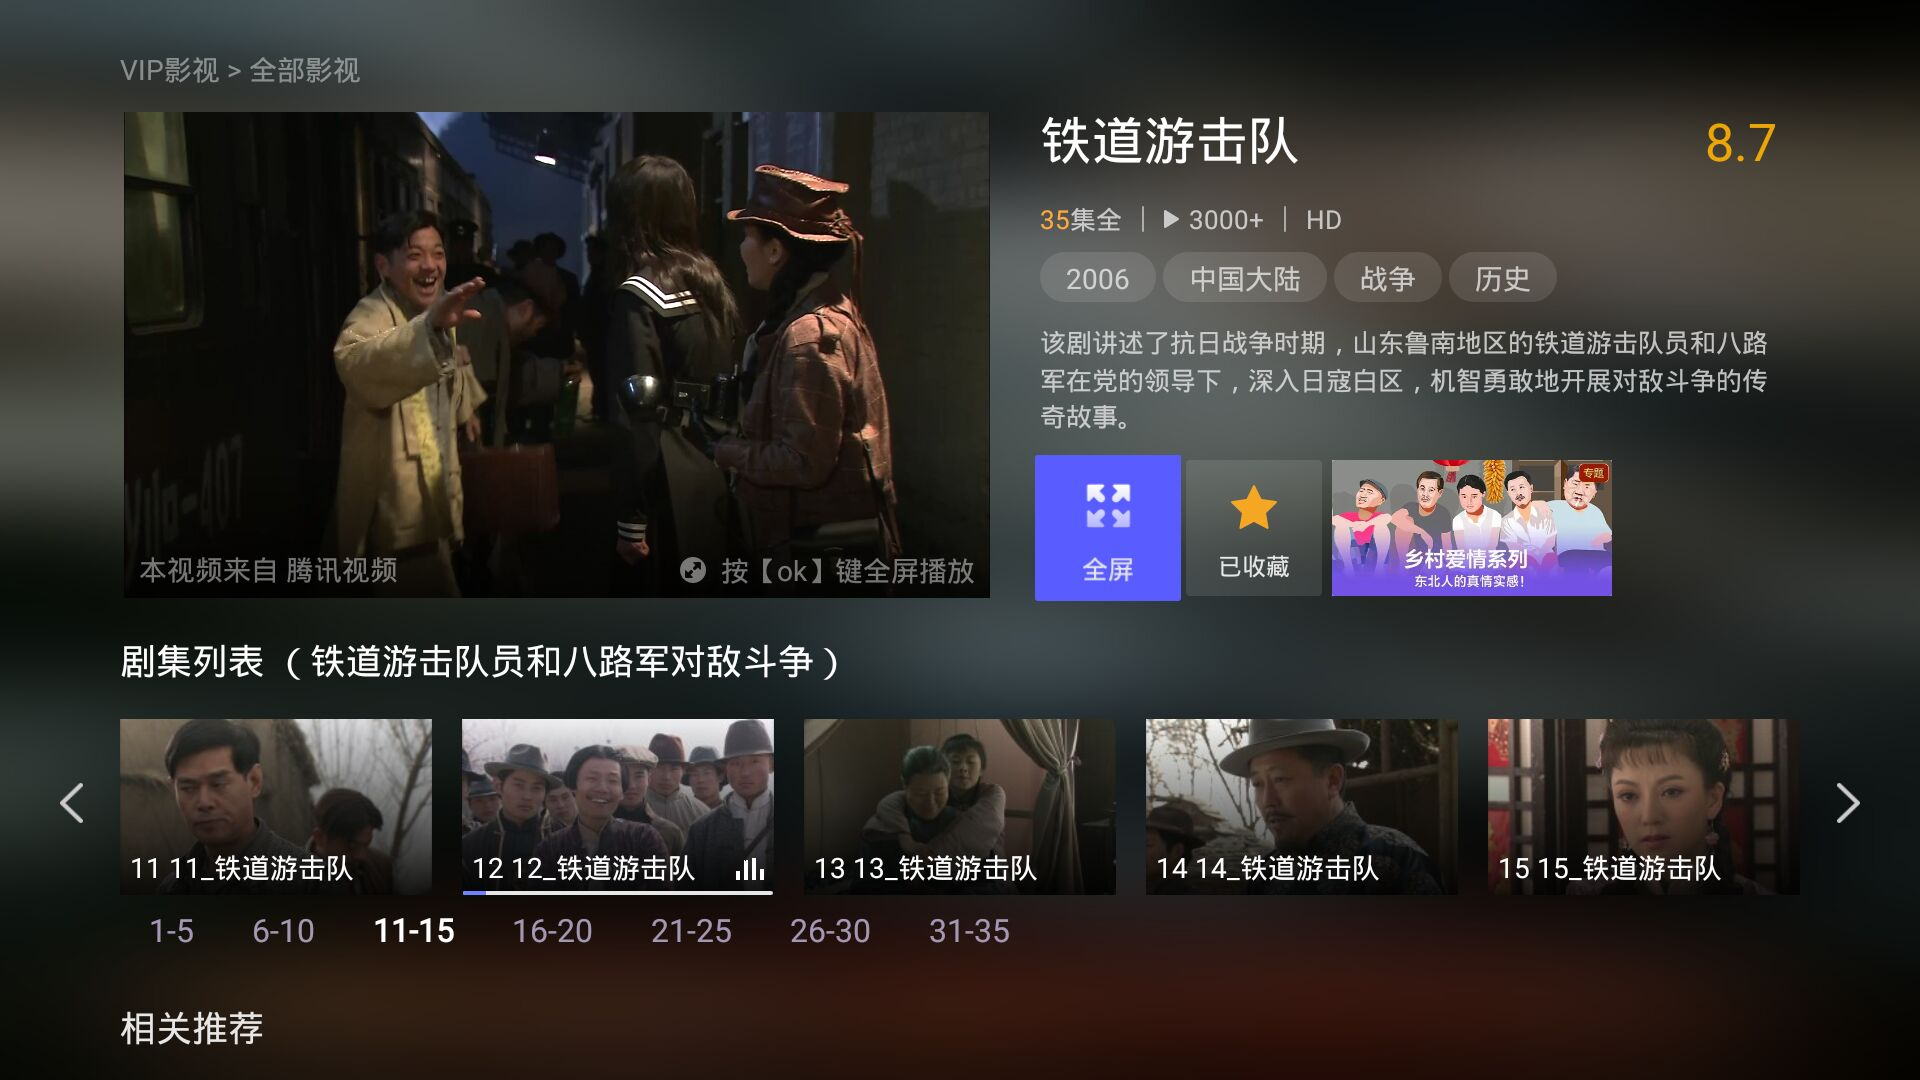 VIP影视 > 全部影视
铁道游击队
8.7
35集全 | 3000+ | HD
2006 中国大陆 战争 历史
该剧讲述了抗日战争时期，山东鲁南地区的铁道游击队员和八路
军在党的领导下，深入日寇白区，机智勇敢地开展对敌斗争的传
奇故事。
本视频来自 腾讯视频
按【ok】键全屏播放
全屏
已收藏
专题
乡村爱情系列
东北人的真情实感！
剧集列表 （铁道游击队员和八路军对敌斗争）
11 11_铁道游击队
12 12_铁道游击队
13 13_铁道游击队
14 14_铁道游击队
15 15_铁道游击队
1-5 6-10 11-15 16-20 21-25 26-30 31-35
相关推荐